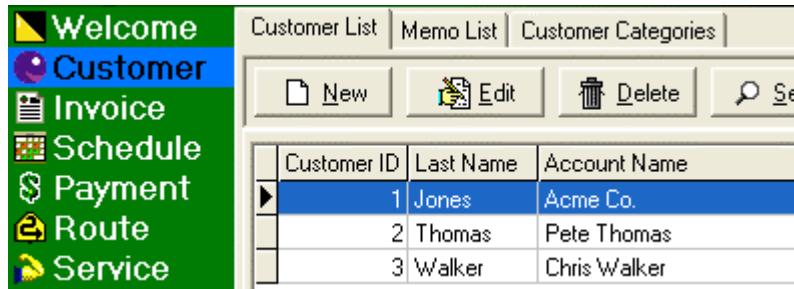 Welcome
Customer
Invoice
Schedule
Payment
Route
Service
Customer List Memo List Customer Categories
New Edit Delete
Customer ID Last Name Account Name
1 Jones Acme Co.
2 Thomas Pete Thomas
3 Walker Chris Walker